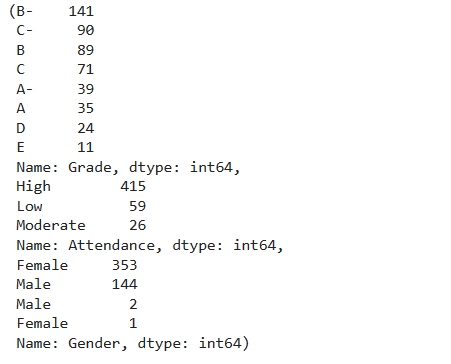 (B-    141
 C-     90
 B      89
 C      71
 A-     39
 A      35
 D      24
 E      11
 Name: Grade, dtype: int64,
 High        415
 Low          59
 Moderate     26
 Name: Attendance, dtype: int64,
 Female     353
 Male       144
 Male         2
 Female       1
 Name: Gender, dtype: int64)